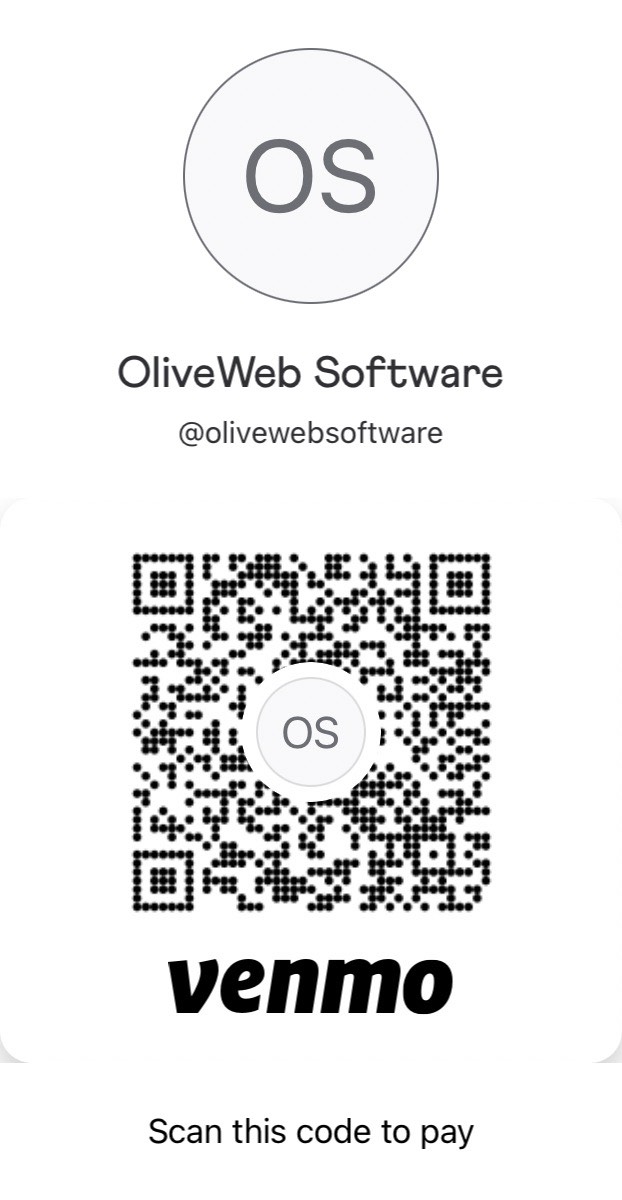 OS
OliveWeb Software
@olivewebsoftware
OS
venmo
Scan this code to pay